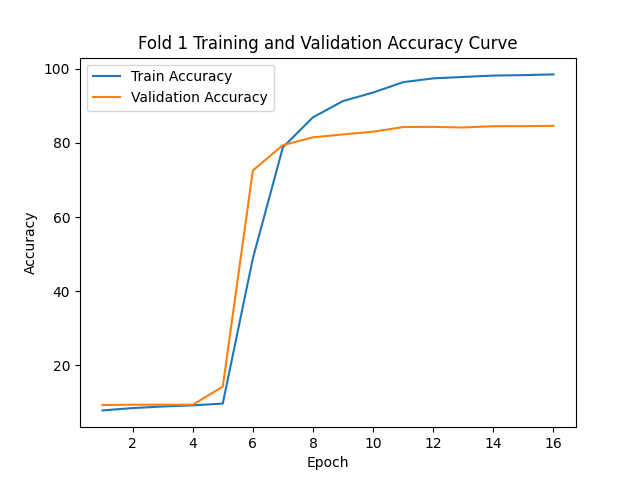 Fold 1 Training and Validation Accuracy Curve
Train Accuracy
Validation Accuracy
100
80
60
40
20
Accuracy
2 4 6 8 10 12 14 16
Epoch